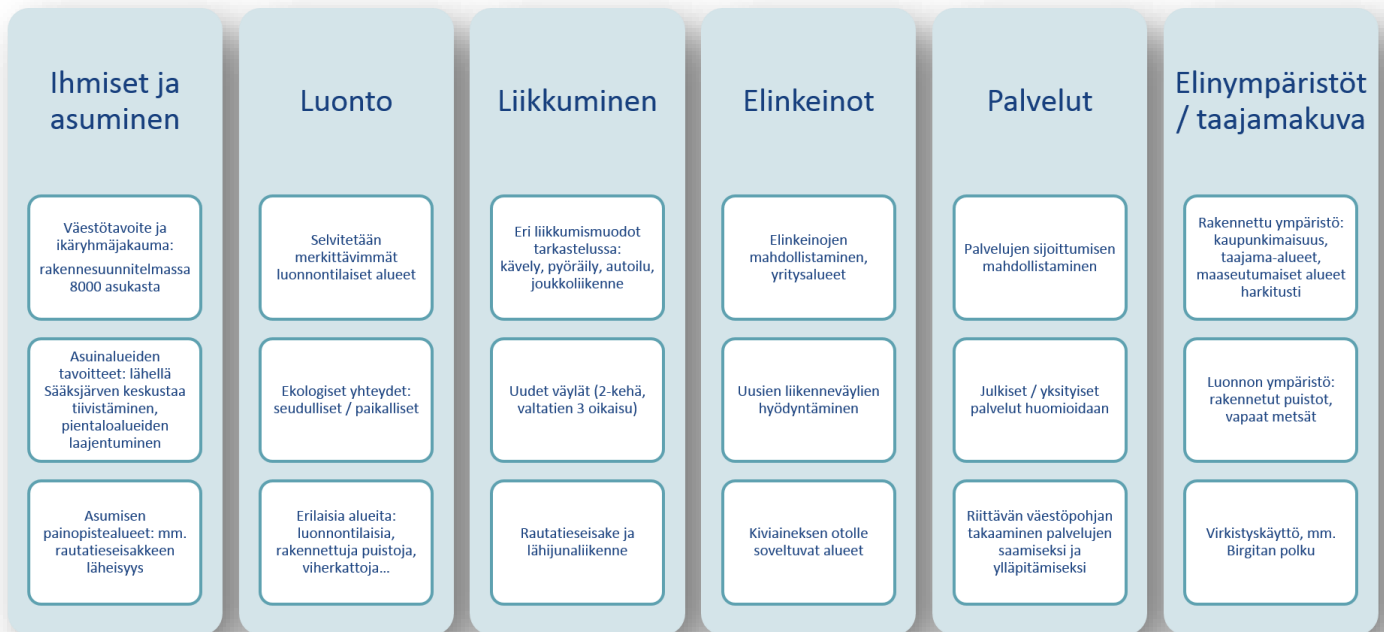 Ihmiset ja
asuminen
Väestötavoite ja
ikäryhmäjakauma:
rakennesuunnitelmassa
8000 asukasta
Asuinalueiden
tavoitteet: lähellä
Sääksjärven keskustaa
tiivistäminen,
pientaloalueiden
laajentuminen
Asumisen
painopistealueet: mm.
rautatieseisakkeen
läheisyys
Luonto
Selvitetään
merkittävimmät
luonnontilaiset alueet
Ekologiset yhteydet:
seudulliset / paikalliset
Erilaisia alueita:
luonnontilaisia,
rakennettuja puistoja,
viherkattoja...
Liikkuminen
Eri liikkumismuodot
tarkastelussa:
kävely, pyöräily, autoilu,
joukkoliikenne
Uudet väylät (2-kehä,
valtatien 3 oikaisu)
Rautatieseisake ja
lähijunaliikenne
Elinkeinot
Elinkeinojen
mahdollistaminen,
yritysalueet
Uusien liikenneväylien
hyödyntäminen
Kiviaineksen otolle
soveltuvat alueet
Palvelut
Palvelujen sijoittumisen
mahdollistaminen
Julkiset / yksityiset
palvelut huomioidaan
Riittävän väestöpohjan
takaaminen palvelujen
saamiseksi ja
ylläpitämiseksi
Elinympäristöt
/ taajamakuva
Rakennettu ympäristö:
kaupunkimaisuus,
taajama-alueet,
maaseutumaiset alueet
harkitusti
Luonnon ympäristö:
rakennetut puistot,
vapaat metsät
Virkistyskäyttö, mm.
Birgitan polku